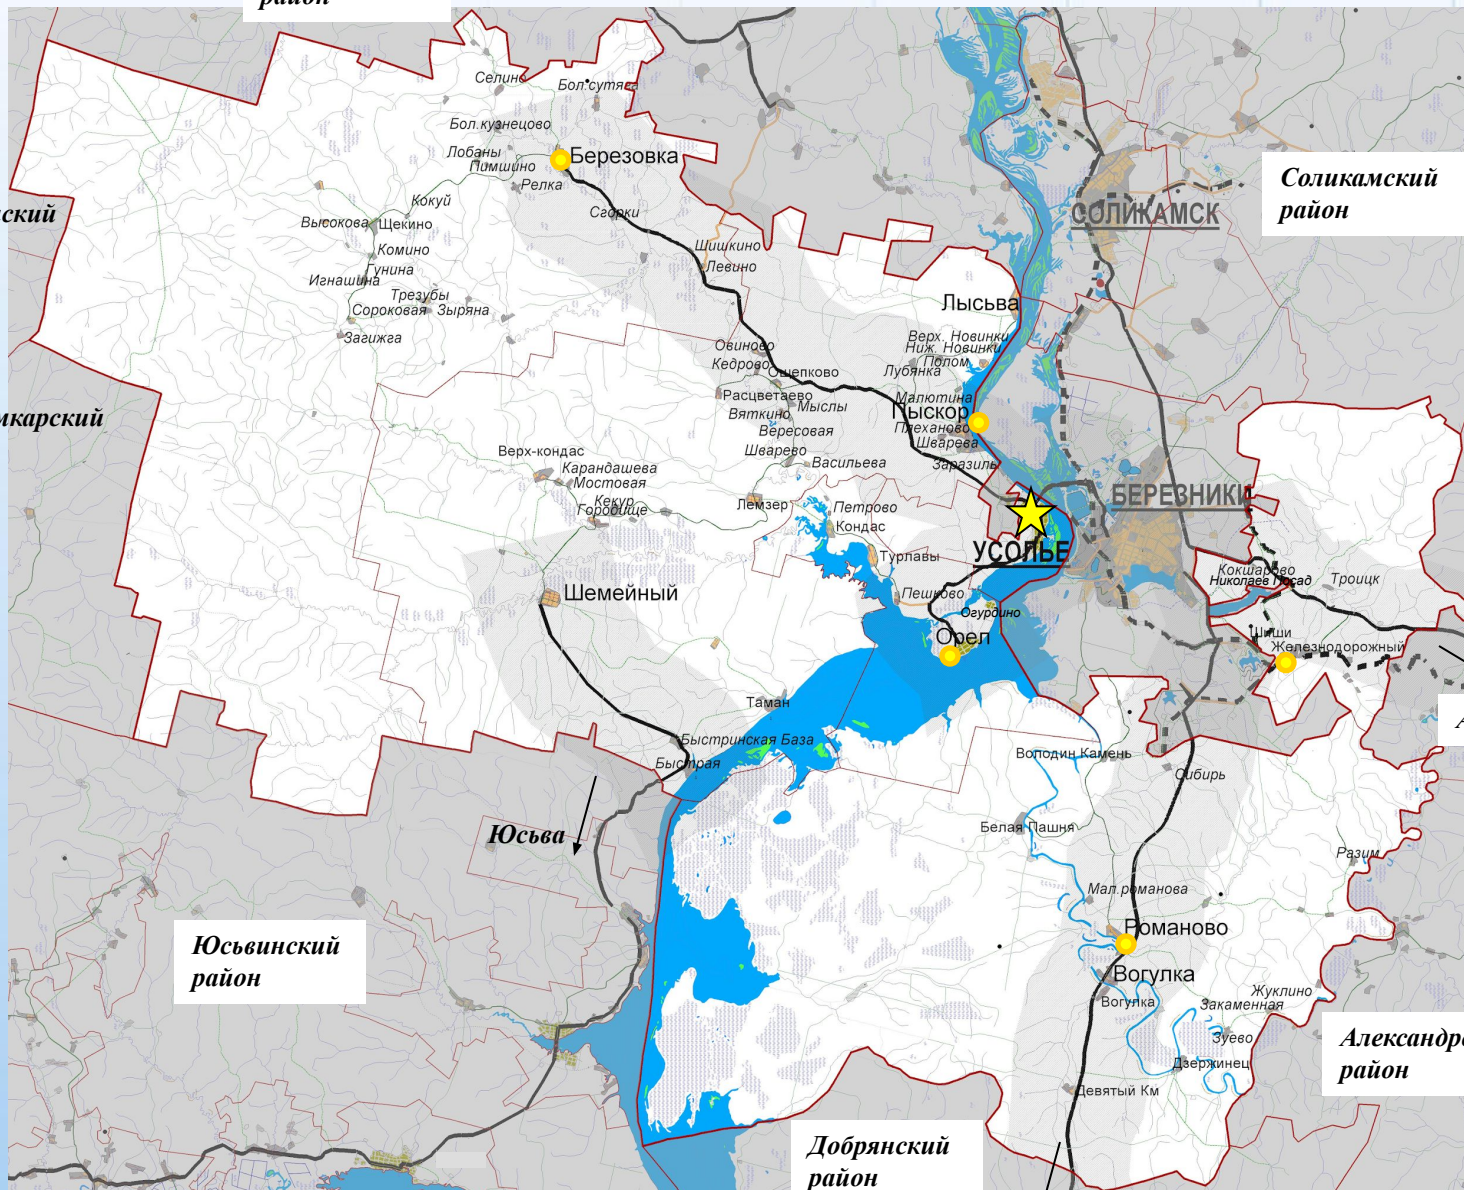 район
Селино
Бол.сутяга
Бол.кузнецово
Лобаны
Пимшино
Березовка
Релка
Соликамский
район
СОЛИКАМСК
Кокуй
Сгорки
Высокова
Щекино
Комино
Шишкино
Левино
Гунина
Игнашина
Трезубы
Сороковая
Зыряна
Загижга
Лысьва
Верх. Новинки
Ниж. Новинки
Полом
Лубянка
Овиново
Кедрово
Ощепково
Расцветаево
Мыслы
Вяткино
Вересовая
Малютина
Пыскор
Плеханово
Шварева
Заразиль
Шварево
Васильева
Верх-кондас
Карандашева
Мостовая
Кекур
Городище
Лемзер
Петрово
Кондас
БЕРЕЗНИКИ
УСОЛЬЕ
Турлавы
Пешково
Огурдино
Орел
Шемейный
Кокшарово
Николаев Посад
Троицк
Шиши
Железнодорожный
Таман
Быстринская База
Быстрая
Володин Камень
Сибирь
Юсьва
Белая Пашня
Разим
Мал.романова
Романово
Юсьвинский
район
Вогулка
Вогулка
Жуклино
Закаменная
Зуево
Дзержинец
Девятый Км
район
Добрянский
район